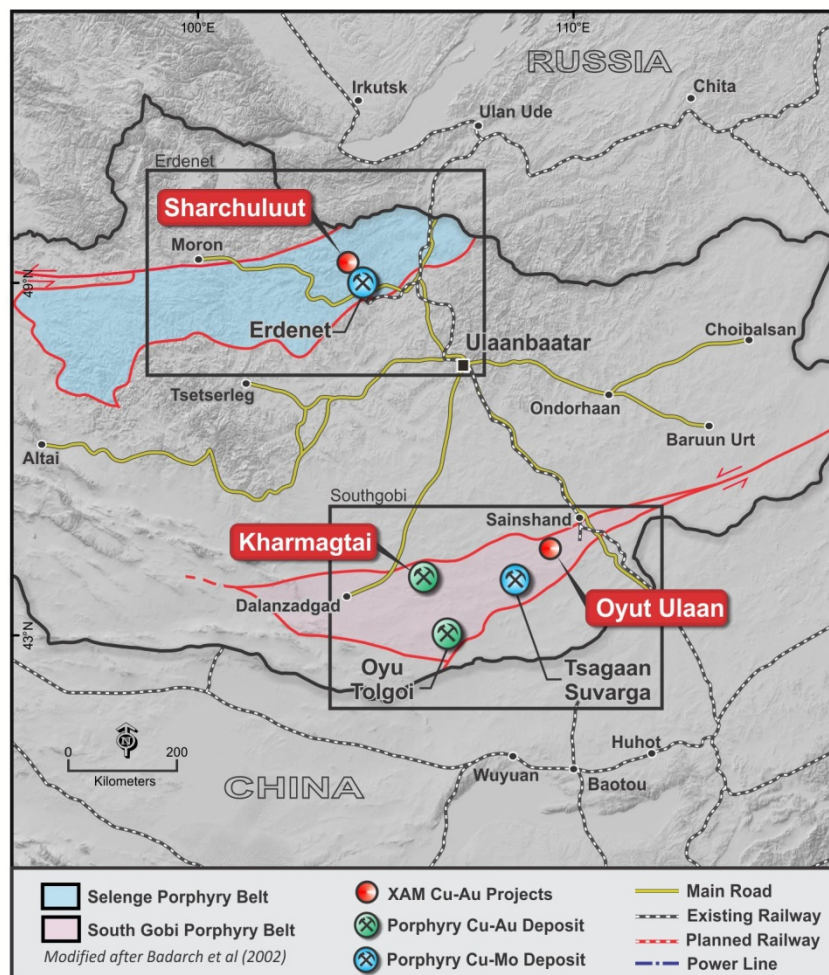 100°E
110°E
RUSSIA
Irkutsk
Chita
Ulan Ude
Erdenet
Sharchuluut
Moron
49°N
Erdenet
Ulaanbaatar
Choibalsan
Tsetserleg
Ondorhaan
Baruun Urt
Altai
Southgobi
Sainshand
Kharmagtai
Dalanzadgad
Oyut Ulaan
43°N
Oyu
Tolgoi
Tsagaan
Suvarga
N
0 200
Kilometers
Huhot
Wuyuan
Baotou
CHINA
Selenge Porphyry Belt
South Gobi Porphyry Belt
Modified after Badarch et al (2002)
XAM Cu-Au Projects
Porphyry Cu-Au Deposit
Porphyry Cu-Mo Deposit
Main Road
Existing Railway
Planned Railway
Power Line